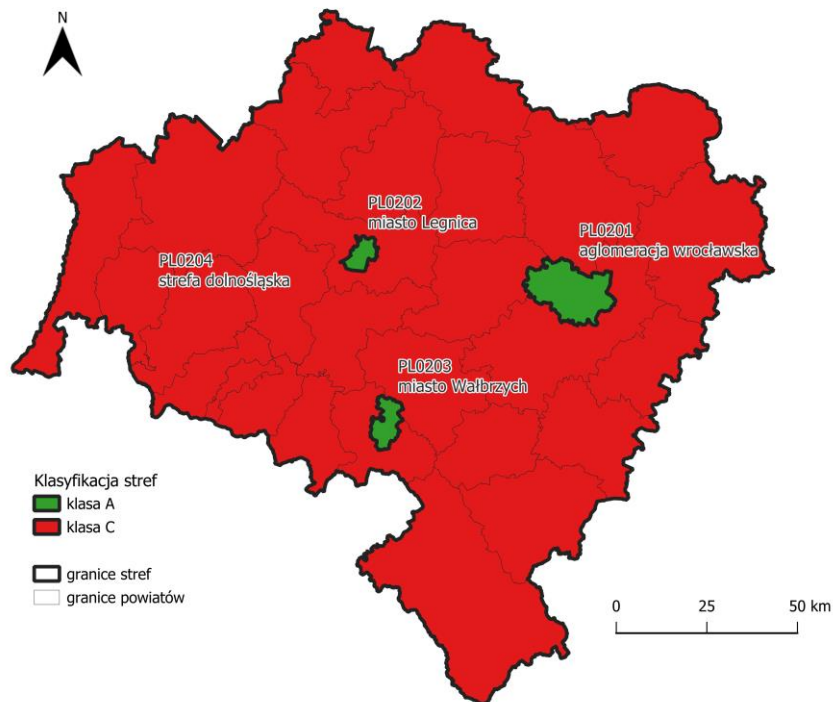 N
PL0202
miasto Legnica
PL0201
aglomeracja wrocławska
PL0204
strefa dolnośląska
PL0203
miasto Wałbrzych
Klasyfikacja stref
klasa A
klasa C
granice stref
granice powiatów
0 25 50 km